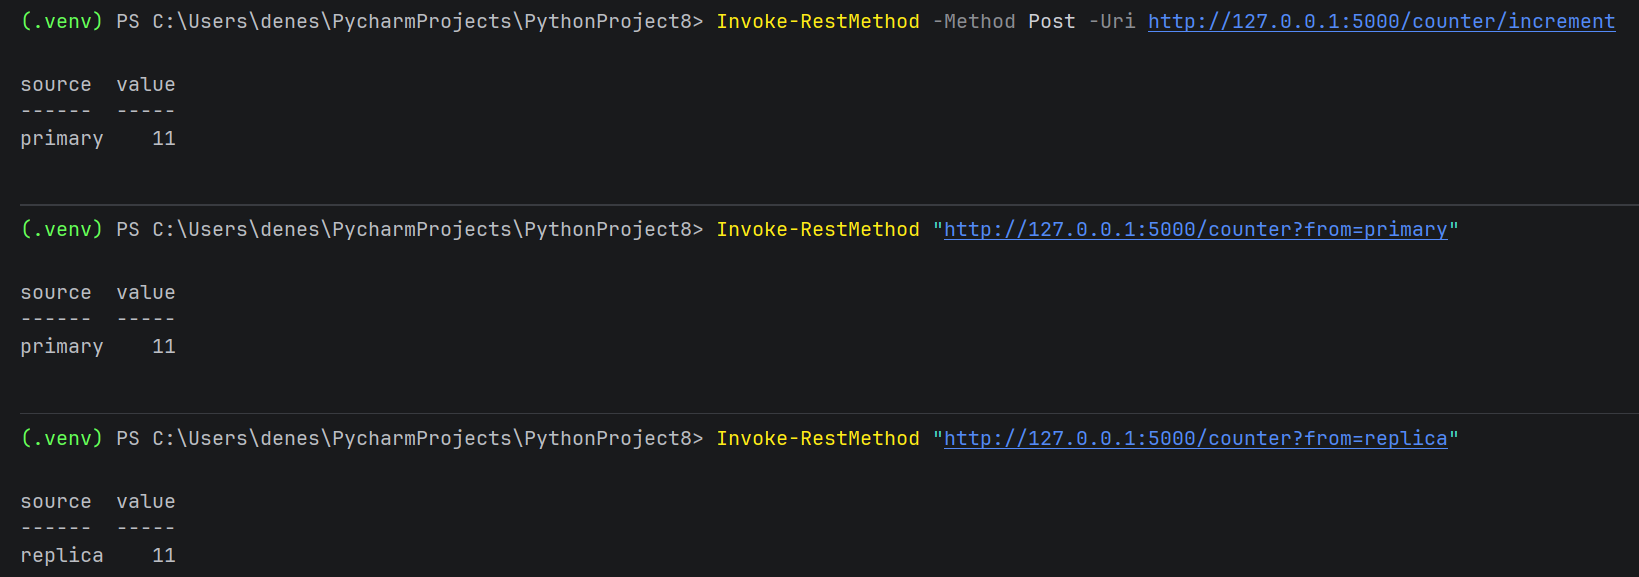 (.venv) PS C:\Users\denes\PycharmProjects\PythonProject8> Invoke-RestMethod -Method Post -Uri http://127.0.0.1:5000/counter/increment
source  value
------  -----
primary    11
(.venv) PS C:\Users\denes\PycharmProjects\PythonProject8> Invoke-RestMethod "http://127.0.0.1:5000/counter?from=primary"
source  value
------  -----
primary    11
(.venv) PS C:\Users\denes\PycharmProjects\PythonProject8> Invoke-RestMethod "http://127.0.0.1:5000/counter?from=replica"
source  value
------  -----
replica    11